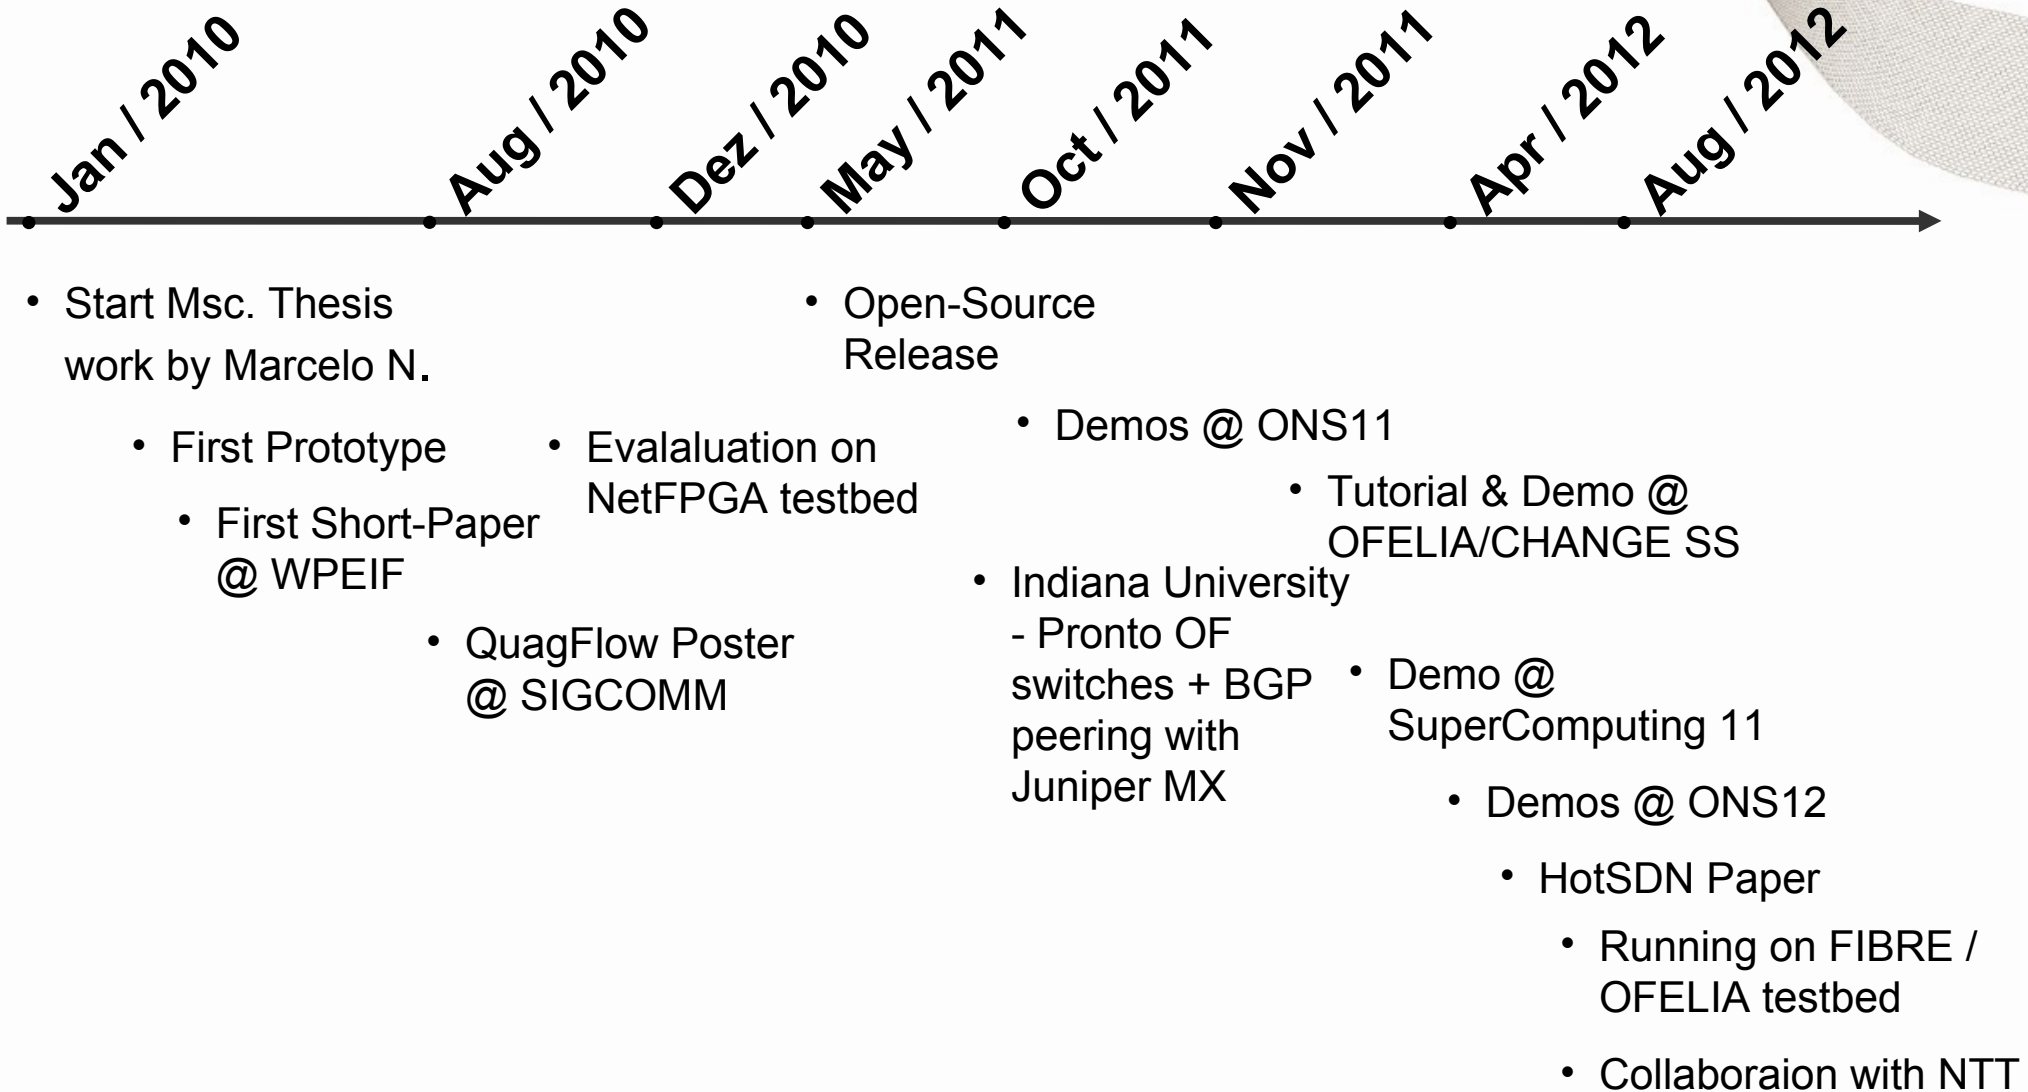 Jan / 2010
Aug / 2010
Dez / 2010
May / 2011
Oct / 2011
Nov / 2011
Apr / 2012
Aug / 2012
• Start Msc. Thesis
work by Marcelo N.
• First Prototype
• First Short-Paper
@ WPEIF
• QuagFlow Poster
@ SIGCOMM
• Evalaluation on
NetFPGA testbed
• Open-Source
Release
• Demos @ ONS11
• Tutorial & Demo @
OFELIA/CHANGE SS
• Indiana University
- Pronto OF
switches + BGP
peering with
Juniper MX
• Demo @
SuperComputing 11
• Demos @ ONS12
• HotSDN Paper
• Running on FIBRE /
OFELIA testbed
• Collaboraion with NTT